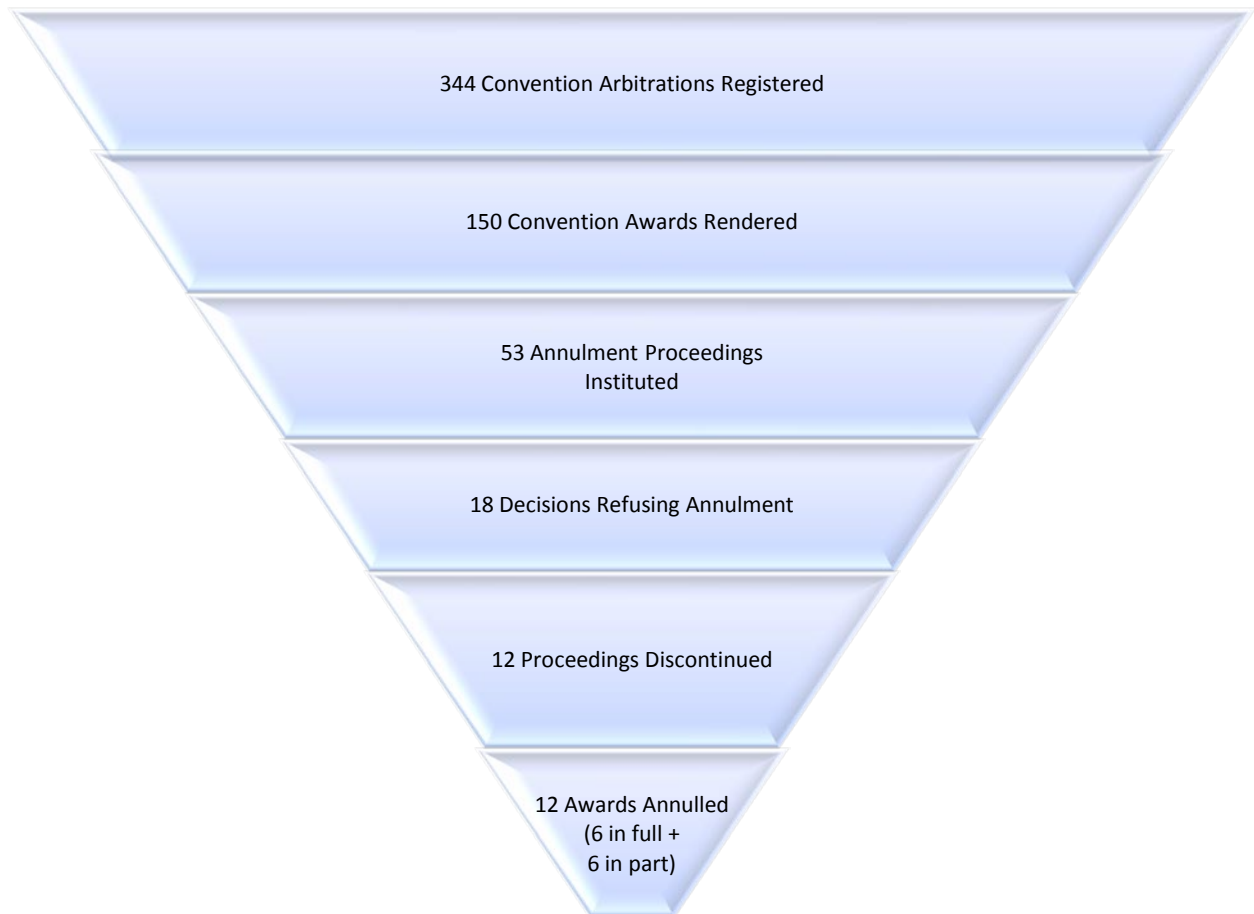 344 Convention Arbitrations Registered
150 Convention Awards Rendered
53 Annulment Proceedings
Instituted
18 Decisions Refusing Annulment
12 Proceedings Discontinued
12 Awards Annulled
(6 in full +
6 in part)